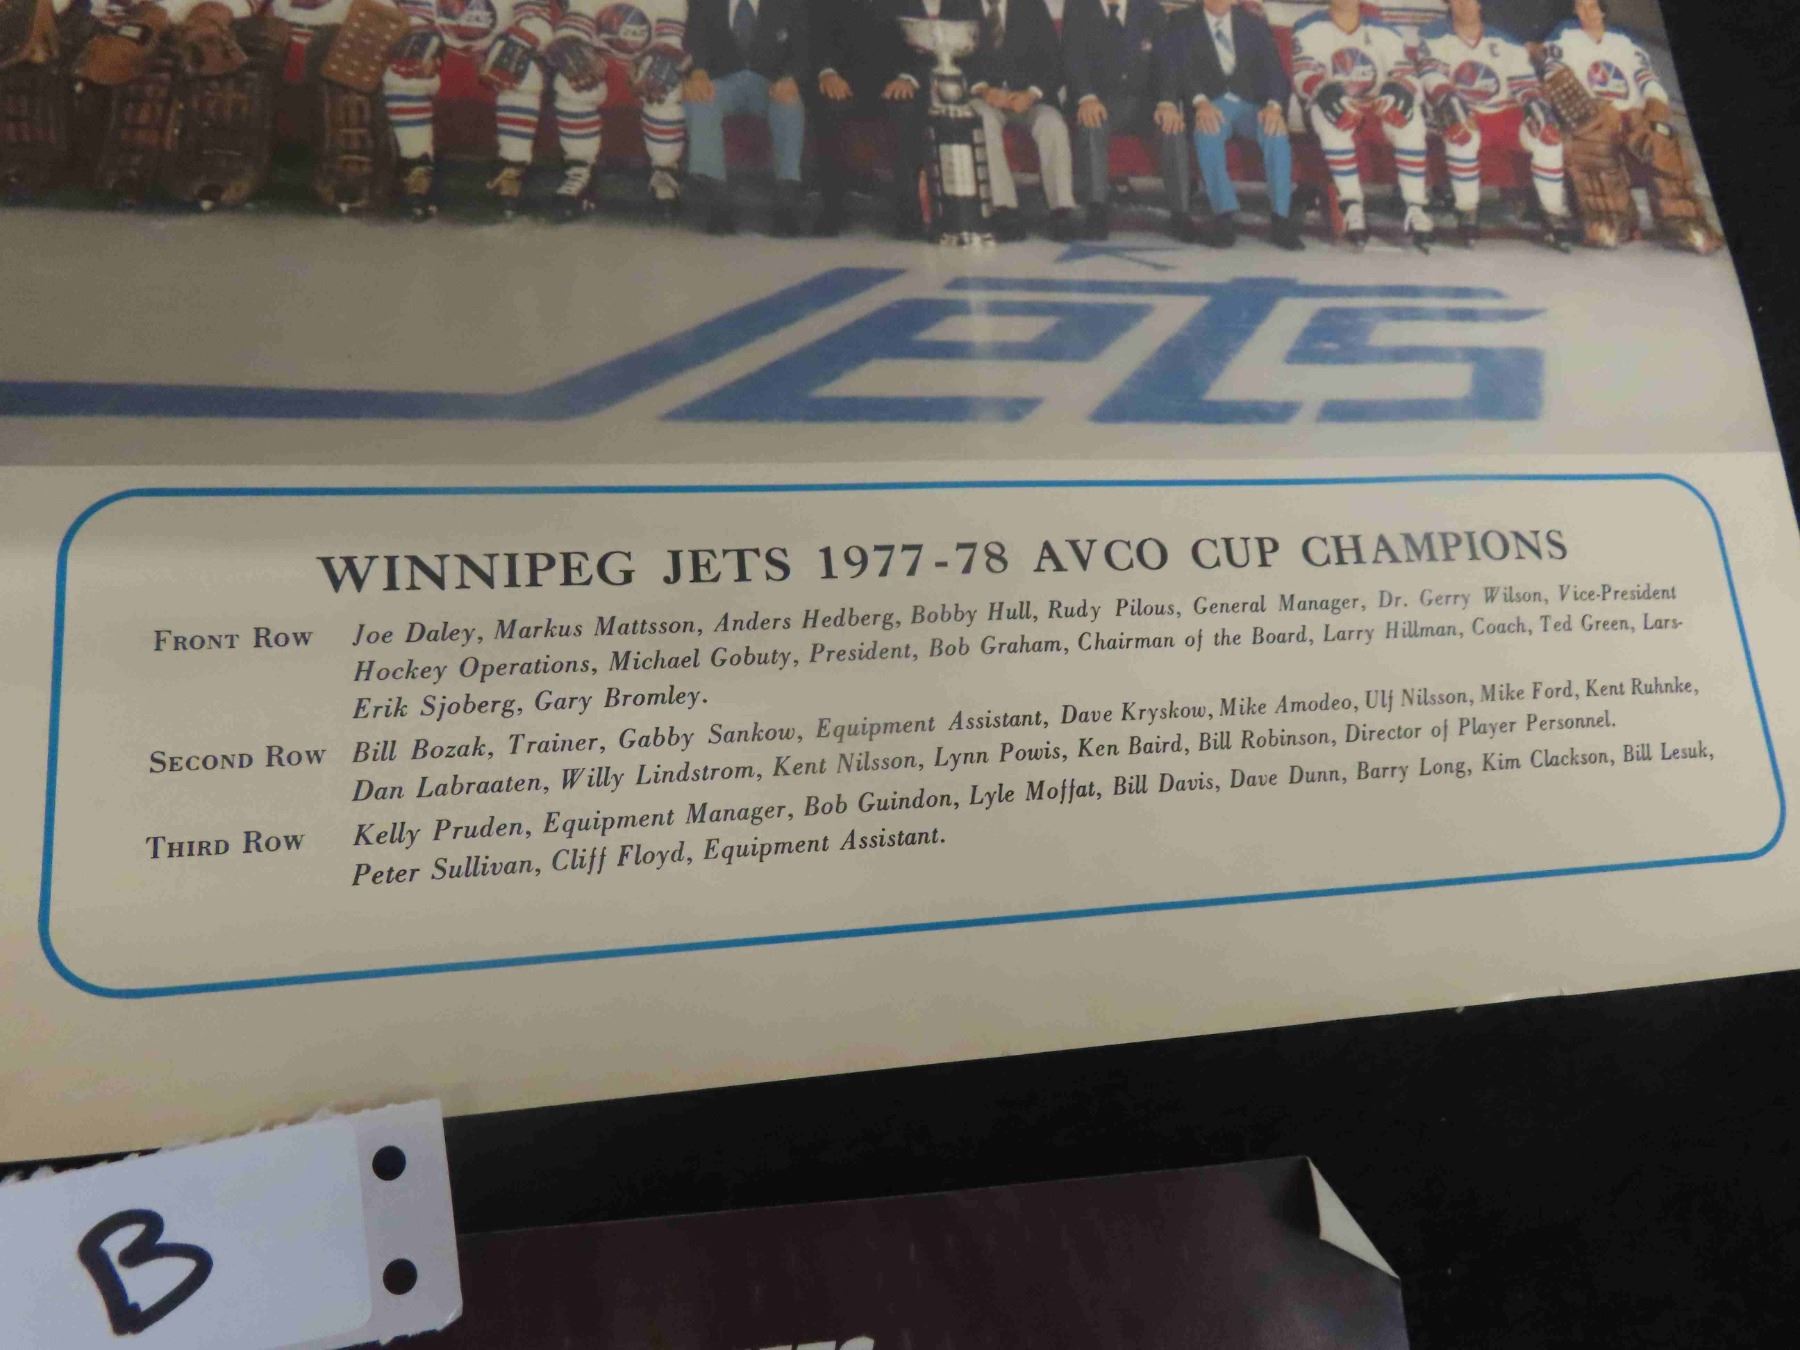 JETS
WINNIPEG JETS 1977-78 AVCO CUP CHAMPIONS
FRONT ROW Joe Daley, Markus Mattsson, Anders Hedberg, Bobby Hull, Rudy Pilous, General Manager, Dr. Gerry Wilson, Vice-President
Hockey Operations, Michael Gobuty, President, Bob Graham, Chairman of the Board, Larry Hillman, Coach, Ted Green, Lars-
Erik Sjoberg, Gary Bromley.
SECOND ROW Bill Bozak, Trainer, Gabby Sankow, Equipment Assistant, Dave Kryskow, Mike Amodeo, Ulf Nilsson, Mike Ford, Kent Ruhnke,
Dan Labraaten, Willy Lindstrom, Kent Nilsson, Lynn Powis, Ken Baird, Bill Robinson, Director of Player Personnel.
THIRD ROW Kelly Pruden, Equipment Manager, Bob Guindon, Lyle Moffat, Bill Davis, Dave Dunn, Barry Long, Kim Clackson, Bill Lesuk,
Peter Sullivan, Cliff Floyd, Equipment Assistant.
B